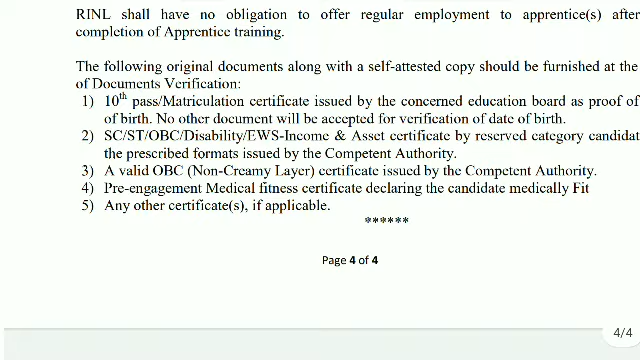 RINL shall have no obligation to offer regular employment to apprentice(s) after
completion of Apprentice training.
The following original documents along with a self-attested copy should be furnished at the
of Documents Verification:
1) 10th pass/Matriculation certificate issued by the concerned education board as proof of
of birth. No other document will be accepted for verification of date of birth.
2) SC/ST/OBC/Disability/EWS-Income & Asset certificate by reserved category candidat
the prescribed formats issued by the Competent Authority.
3) A valid OBC (Non-Creamy Layer) certificate issued by the Competent Authority.
4) Pre-engagement Medical fitness certificate declaring the candidate medically Fit
5) Any other certificate(s), if applicable.
******
Page 4 of 4
4/4